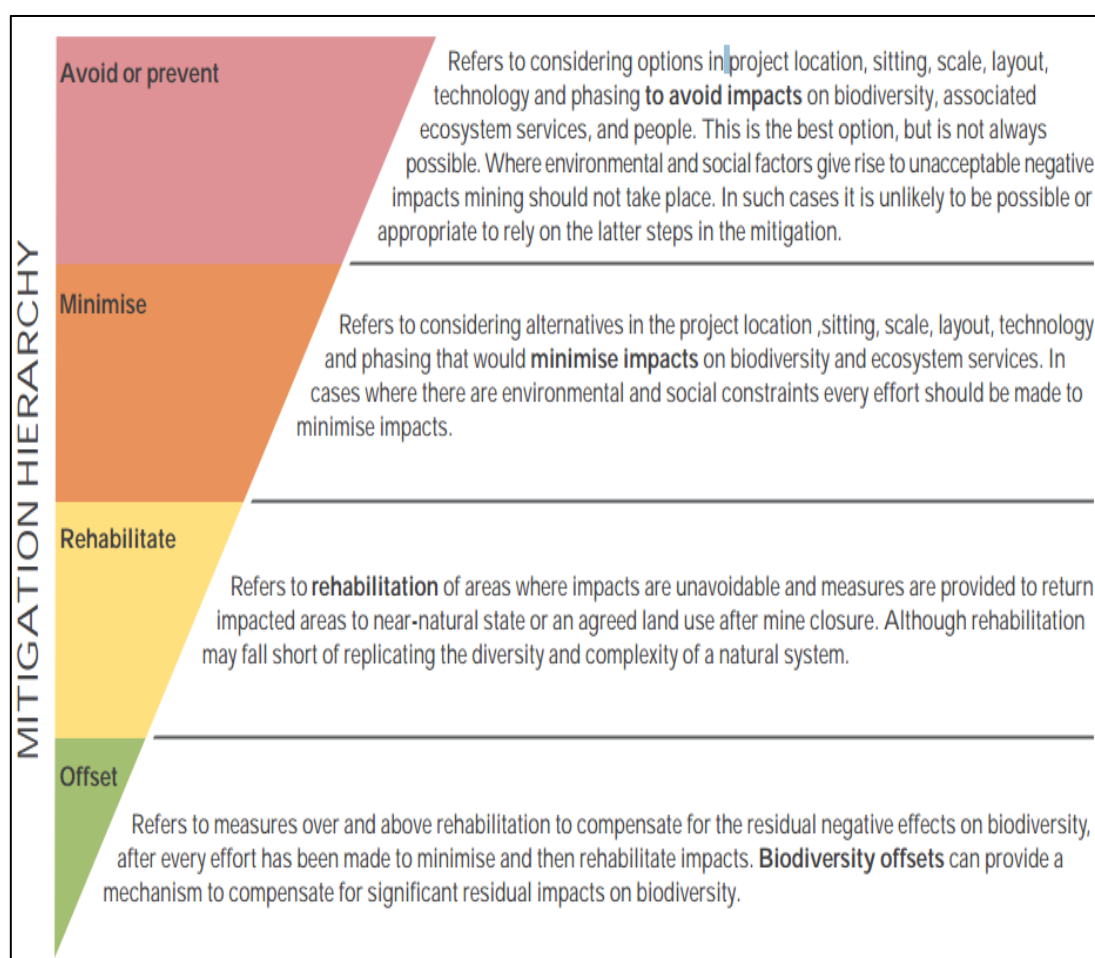 MITIGATION HIERARCHY
Avoid or prevent
Refers to considering options in project location, sitting, scale, layout,
technology and phasing to avoid impacts on biodiversity, associated
ecosystem services, and people. This is the best option, but is not always
possible. Where environmental and social factors give rise to unacceptable negative
impacts mining should not take place. In such cases it is unlikely to be possible or
appropriate to rely on the latter steps in the mitigation.
Minimise
Refers to considering alternatives in the project location ,sitting, scale, layout, technology
and phasing that would minimise impacts on biodiversity and ecosystem services. In
cases where there are environmental and social constraints every effort should be made to
minimise impacts.
Rehabilitate
Refers to rehabilitation of areas where impacts are unavoidable and measures are provided to return
impacted areas to near-natural state or an agreed land use after mine closure. Although rehabilitation
may fall short of replicating the diversity and complexity of a natural system.
Offset
Refers to measures over and above rehabilitation to compensate for the residual negative effects on biodiversity,
after every effort has been made to minimise and then rehabilitate impacts. Biodiversity offsets can provide a
mechanism to compensate for significant residual impacts on biodiversity.